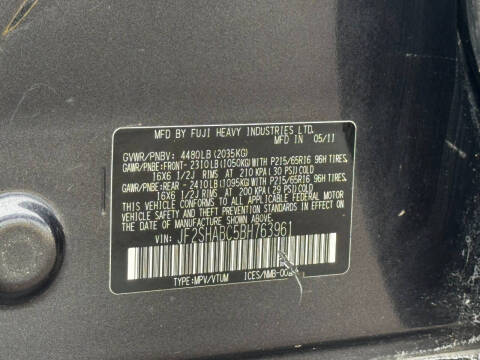 MFD BY FUJI HEAVY INDUSTRIES LTD.
MFD IN 05/11
GVWR/PNBV: 4480LB(2035KG)
GAWR/PNBE:FRONT-2310LB(1050KG)WITH P215/65R16 96H TIRES,
16X6 1/2J RIMS AT 210 KPA(30 PSI)COLD
GAWR/PNBE:REAR -2410LB(1095KG)WITH P215/65R16 96H TIRES,
16X6 1/2J RIMS AT 200 KPA(29 PSI)COLD
THIS VEHICLE CONFORMS TO ALL APPLICABLE FEDERAL MOTOR
VEHICLE SAFETY AND THEFT PREVENTION STANDARDS IN EFFECT ON
THE DATE OF MANUFACTURE SHOWN ABOVE.
VIN: JF2SHABC5BH763961
TYPE:MPV/VTUM ICES/NMB-002